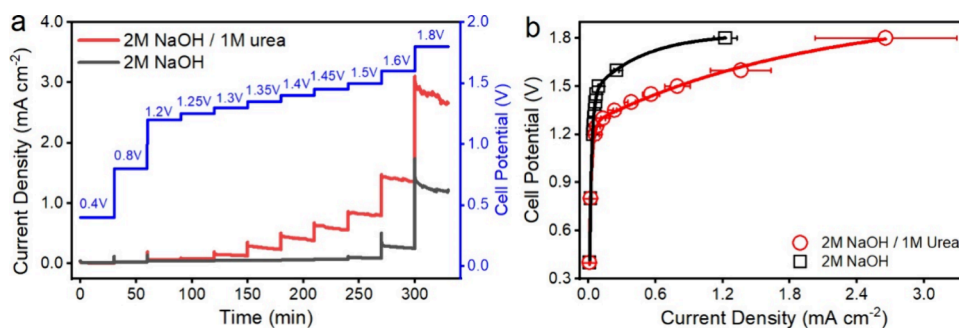 a
2M NaOH / 1M urea
2M NaOH
0.4V
0.8V
1.2V
1.25V
1.3V
1.35V
1.4V
1.45V
1.5V
1.6V
1.8V
Current Density (mA cm-2)
4.0
3.0
2.0
1.0
0.0
Cell Potential (V)
2.0
1.5
1.0
0.5
0.0
0 50 100 150 200 250 300
Time (min)
b
Cell Potential (V)
1.8
1.5
1.2
0.9
0.6
0.3
2M NaOH / 1M Urea
2M NaOH
0.0 0.6 1.2 1.8 2.4 3.0
Current Density (mA cm-2)